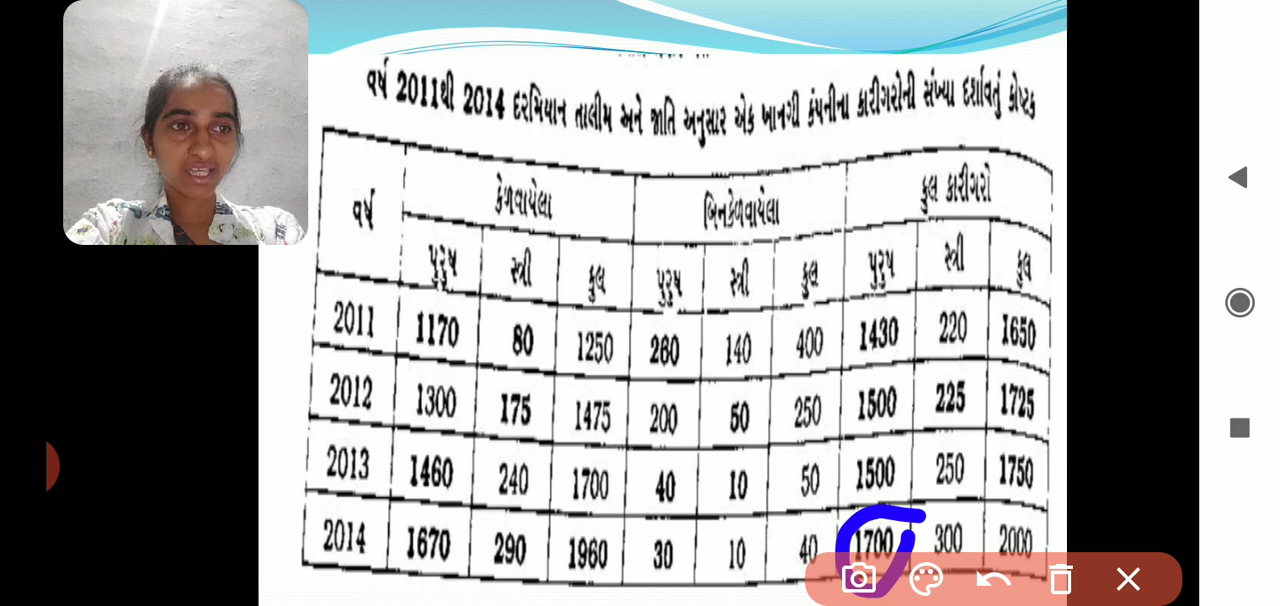 વર્ષ 2011થી 2014 દરમિયાન તાલીમ અને જાતિ અનુસાર એક ખાનગી કંપનીના કારીગરોની સંખ્યા દર્શાવતું કોષ્ટક
વર્ષ કેળવાયેલા બિનકેળવાયેલા કુલ કારીગરો
પુરુષ સ્ત્રી કુલ પુરુષ સ્ત્રી કુલ પુરુષ સ્ત્રી કુલ
2011 1170 80 1250 260 140 400 1430 220 1650
2012 1300 175 1475 200 50 250 1500 225 1725
2013 1460 240 1700 40 10 50 1500 250 1750
2014 1670 290 1960 30 10 40 1700 300 2000